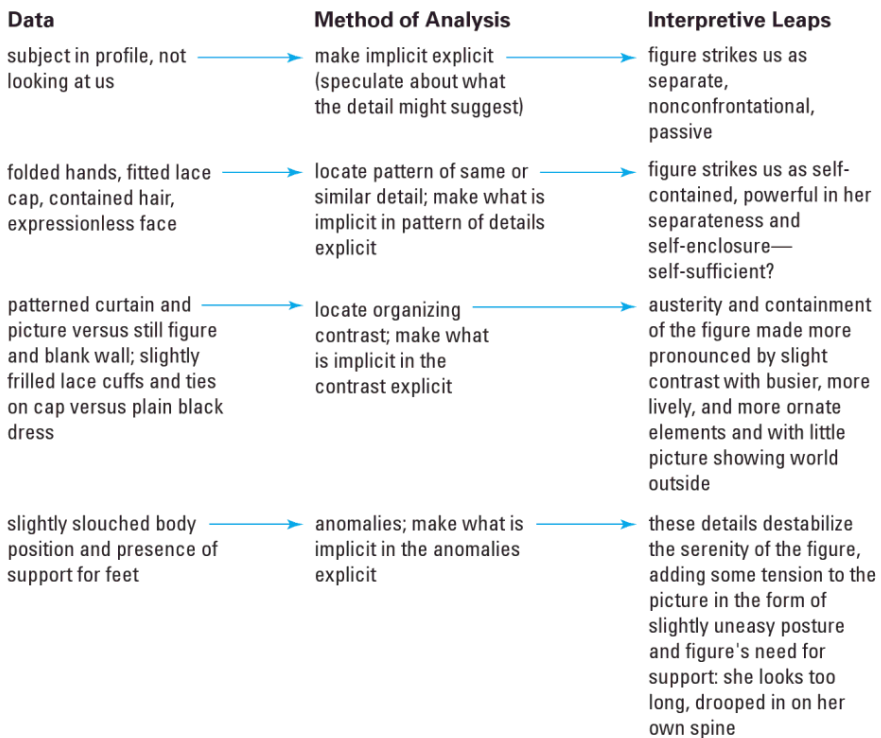 Data
Method of Analysis
Interpretive Leaps
subject in profile, not
looking at us
make implicit explicit
(speculate about what
the detail might suggest)
figure strikes us as
separate,
nonconfrontational,
passive
folded hands, fitted lace
cap, contained hair,
expressionless face
locate pattern of same or
similar detail; make what is
implicit in pattern of details
explicit
figure strikes us as self-
contained, powerful in her
separateness and
self-enclosure—
self-sufficient?
patterned curtain and
picture versus still figure
and blank wall; slightly
frilled lace cuffs and ties
on cap versus plain black
dress
locate organizing
contrast; make what
is implicit in the
contrast explicit
austerity and containment
of the figure made more
pronounced by slight
contrast with busier, more
lively, and more ornate
elements and with little
picture showing world
outside
slightly slouched body
position and presence of
support for feet
anomalies; make what is
implicit in the anomalies
explicit
these details destabilize
the serenity of the figure,
adding some tension to the
picture in the form of
slightly uneasy posture
and figure's need for
support: she looks too
long, drooped in on her
own spine